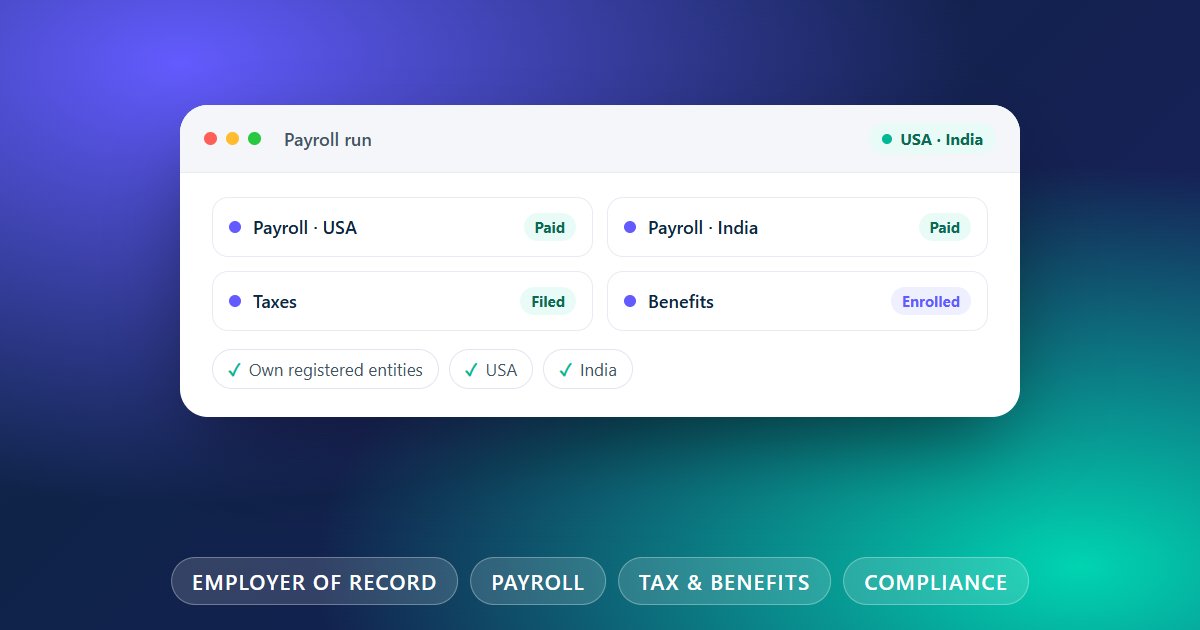 Payroll run
USA · India
Payroll · USA
Paid
Payroll · India
Paid
Taxes
Filed
Benefits
Enrolled
✓ Own registered entities
✓ USA
✓ India
EMPLOYER OF RECORD
PAYROLL
TAX & BENEFITS
COMPLIANCE